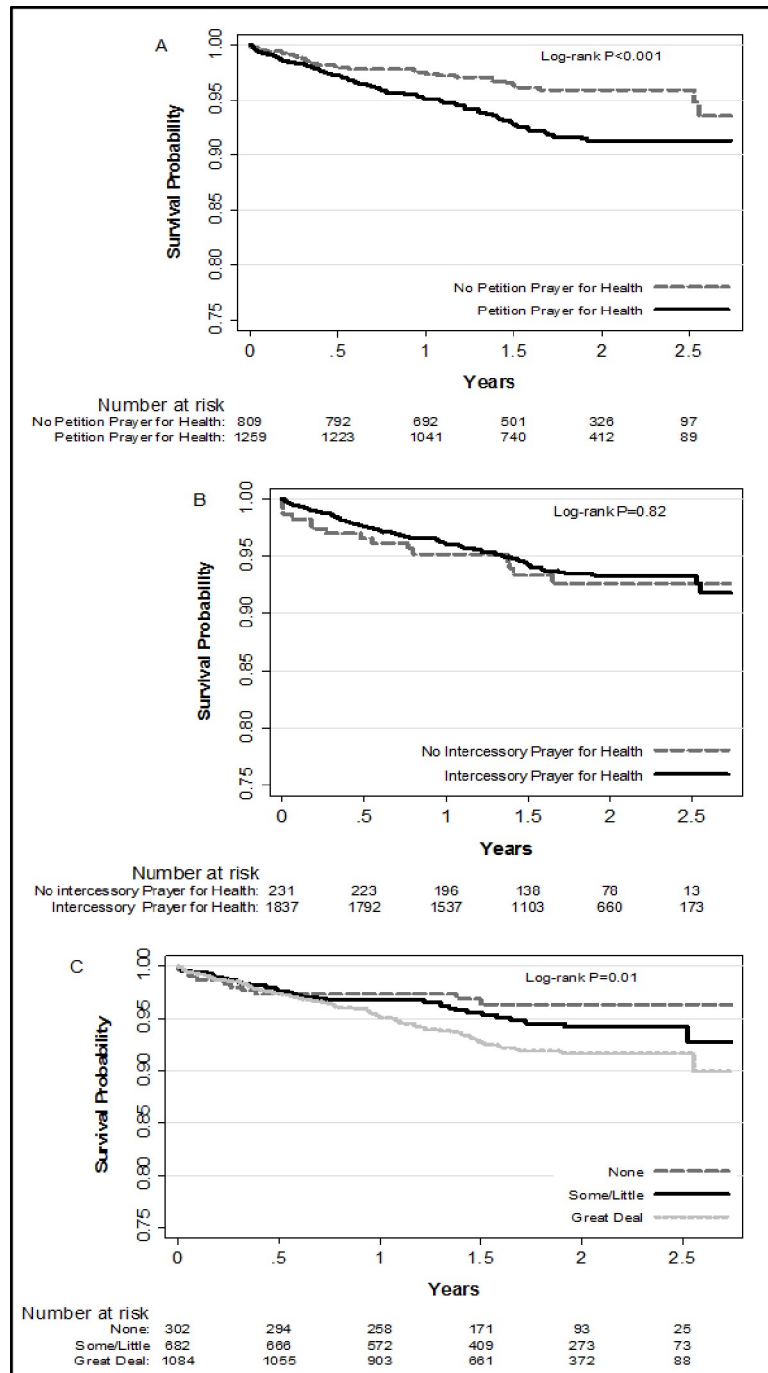 A
Log-rank P<0.001
Survival Probability
1.00
0.95
0.90
0.85
0.80
0.75
No Petition Prayer for Health
Petition Prayer for Health
0 .5 1 1.5 2 2.5
Years
Number at risk
No Petition Prayer for Health: 809 792 692 501 326 97
Petition Prayer for Health: 1259 1223 1041 740 412 89
B
Log-rank P=0.82
Survival Probability
1.00
0.95
0.90
0.85
0.80
0.75
No Intercessory Prayer for Health
Intercessory Prayer for Health
0 .5 1 1.5 2 2.5
Years
Number at risk
No intercessory Prayer for Health: 231 223 196 138 78 13
Intercessory Prayer for Health: 1837 1792 1537 1103 660 173
C
Log-rank P=0.01
Survival Probability
1.00
0.95
0.90
0.85
0.80
0.75
None
Some/Little
Great Deal
0 .5 1 1.5 2 2.5
Years
Number at risk
None: 302 294 258 171 93 25
Some/Little 682 666 572 409 273 73
Great Deal: 1084 1055 903 661 372 88